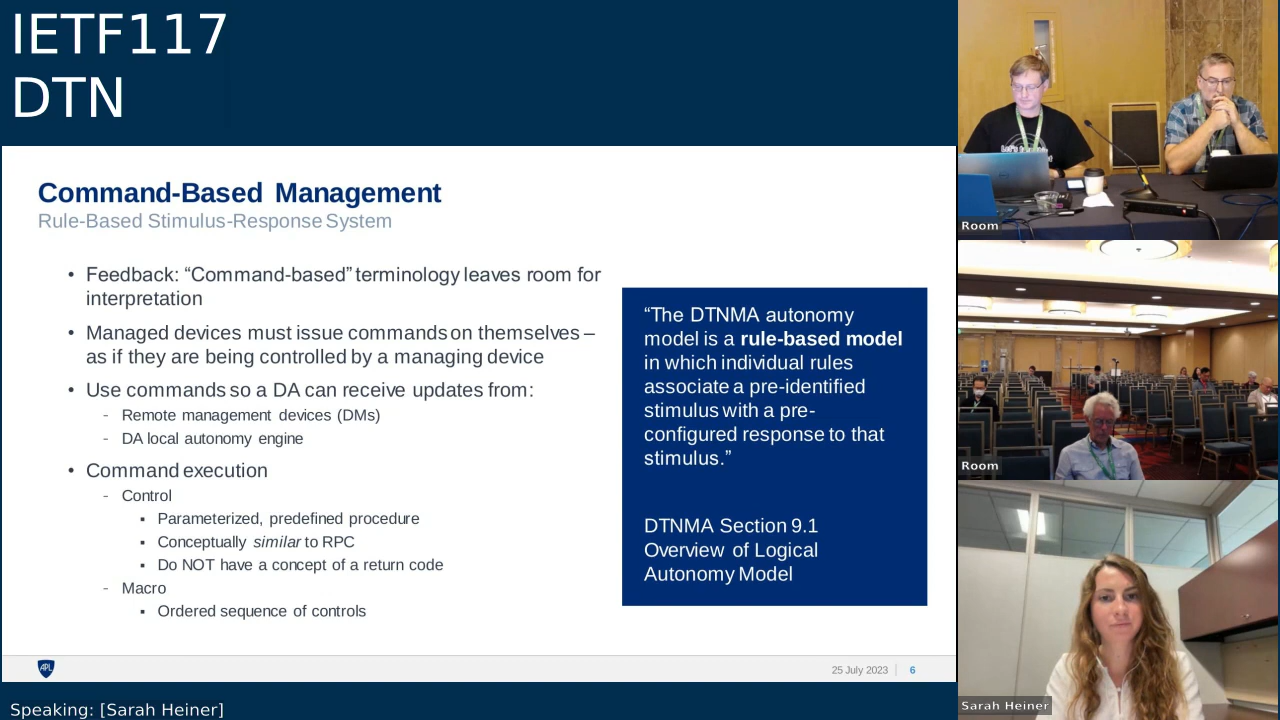 IETF117
DTN
Command-Based Management
Rule-Based Stimulus-Response System
• Feedback: “Command-based” terminology leaves room for
interpretation
• Managed devices must issue commands on themselves –
as if they are being controlled by a managing device
• Use commands so a DA can receive updates from:
- Remote management devices (DMs)
- DA local autonomy engine
• Command execution
- Control
▪ Parameterized, predefined procedure
▪ Conceptually similar to RPC
▪ Do NOT have a concept of a return code
- Macro
▪ Ordered sequence of controls
“The DTNMA autonomy
model is a rule-based model
in which individual rules
associate a pre-identified
stimulus with a pre-
configured response to that
stimulus.”
DTNMA Section 9.1
Overview of Logical
Autonomy Model
APL
25 July 2023 | 6
Speaking: [Sarah Heiner]
Room
Room
Sarah Heiner